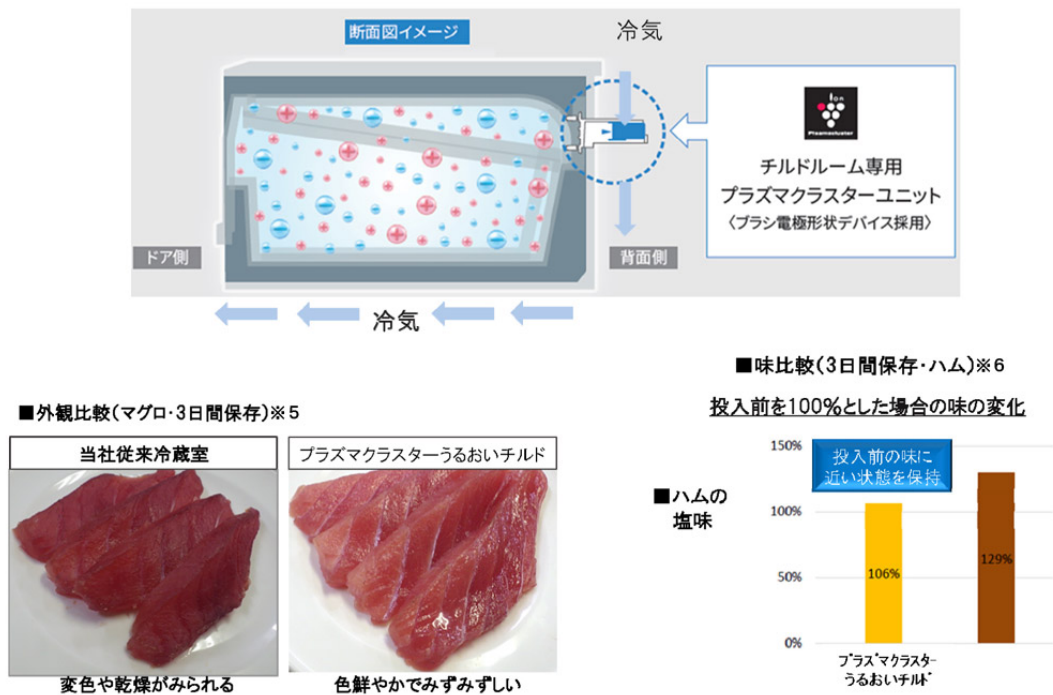 断面図イメージ
冷気
Ion
Plasmacluster
チルドルーム専用
プラズマクラスターユニット
〈ブラシ電極形状デバイス採用〉
ドア側
背面側
冷気
■外観比較(マグロ・3日間保存)※5
当社従来冷蔵室
プラズマクラスターうるおいチルド
変色や乾燥がみられる
色鮮やかでみずみずしい
■味比較(3日間保存・ハム)※6
投入前を100%とした場合の味の変化
■ハムの
塩味
150%
100%
50%
0%
投入前の味に
近い状態を保持
106%
129%
プラズマクラスター
うるおいチルド